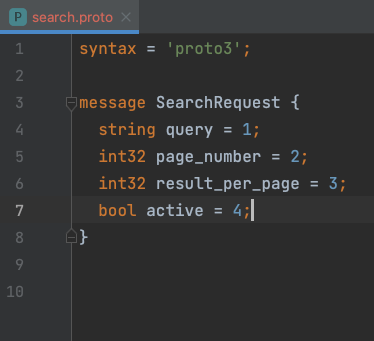 P search.proto ×
1 syntax = 'proto3';
2
3 message SearchRequest {
4 string query = 1;
5 int32 page_number = 2;
6 int32 result_per_page = 3;
7 bool active = 4;
8 }
9
10